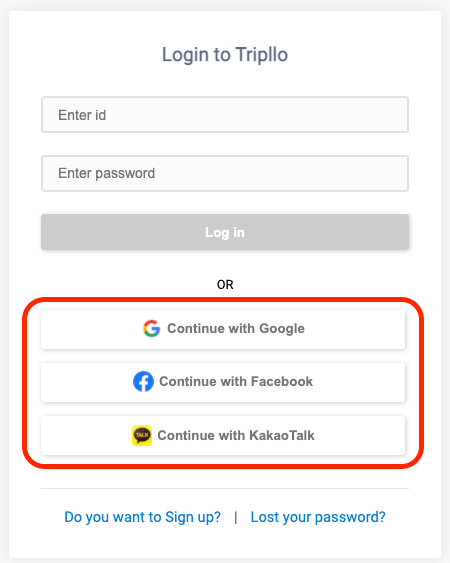 Login to Tripllo
Enter id
Enter password
Log in
OR
Continue with Google
Continue with Facebook
TALK Continue with KakaoTalk
Do you want to Sign up? | Lost your password?